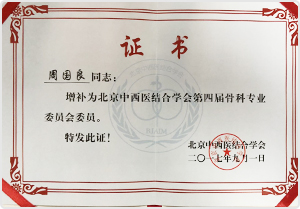 证书
周国良 同志：
增补为北京中西医结合学会第四届骨科专业
委员会委员。
特发此证！
北京中西医结合学会
二〇一七年九月一日